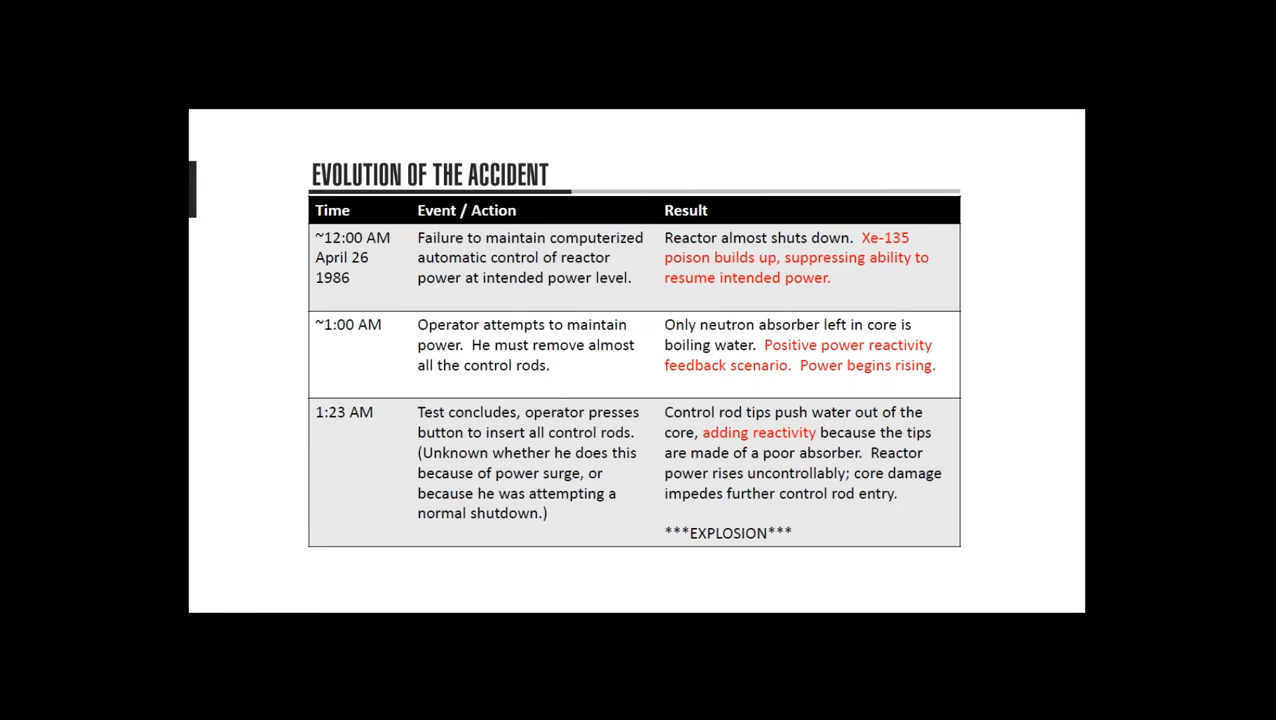 EVOLUTION OF THE ACCIDENT
Time Event / Action Result
~12:00 AM
April 26
1986
Failure to maintain computerized
automatic control of reactor
power at intended power level.
Reactor almost shuts down. Xe-135
poison builds up, suppressing ability to
resume intended power.
~1:00 AM
Operator attempts to maintain
power. He must remove almost
all the control rods.
Only neutron absorber left in core is
boiling water. Positive power reactivity
feedback scenario. Power begins rising.
1:23 AM
Test concludes, operator presses
button to insert all control rods.
(Unknown whether he does this
because of power surge, or
because he was attempting a
normal shutdown.)
Control rod tips push water out of the
core, adding reactivity because the tips
are made of a poor absorber. Reactor
power rises uncontrollably; core damage
impedes further control rod entry.
***EXPLOSION***